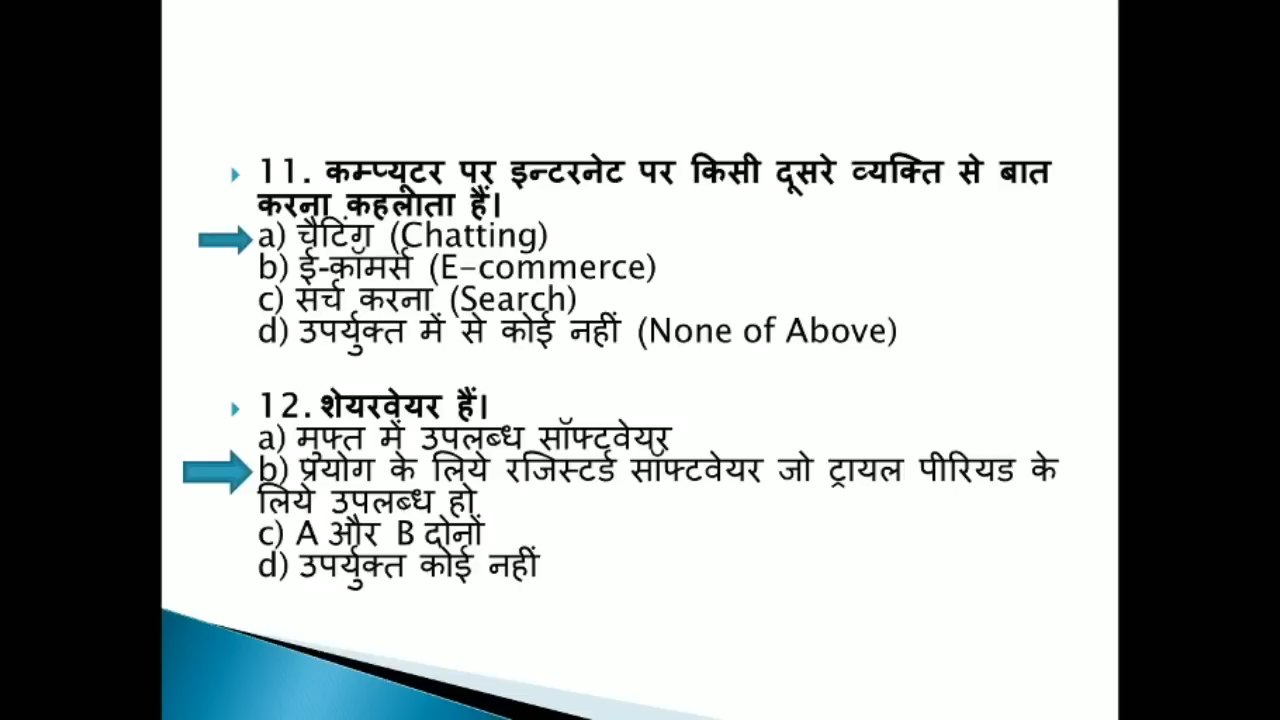 11. कम्प्यूटर पर इन्टरनेट पर किसी दूसरे व्यक्ति से बात
करना कहलाता हैं।
a) चैटिंग (Chatting)
b) ई-कॉमर्स (E-commerce)
c) सर्च करना (Search)
d) उपर्युक्त में से कोई नहीं (None of Above)
12. शेयरवेयर हैं।
a) मुफ्त में उपलब्ध सॉफ्टवेयर
b) प्रयोग के लिये रजिस्टर्ड सॉफ्टवेयर जो ट्रायल पीरियड के
लिये उपलब्ध हो
c) A और B दोनों
d) उपर्युक्त कोई नहीं